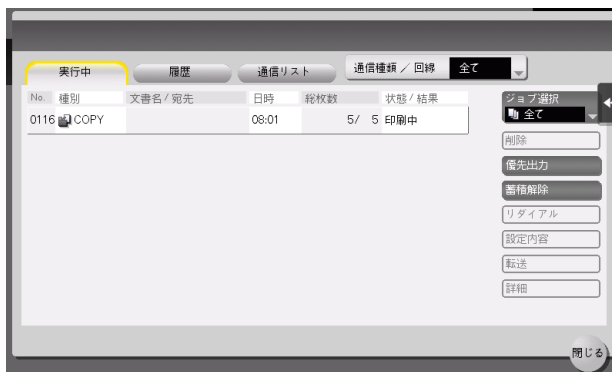 実行中 履歴 通信リスト 通信種類 / 回線 全て
No. 種別 文書名/宛先 日時 総枚数 状態/結果 ジョブ選択
全て
0116 COPY 08:01 5/ 5 印刷中
削除
優先出力
蓄積解除
リダイアル
設定内容
転送
詳細
閉じる